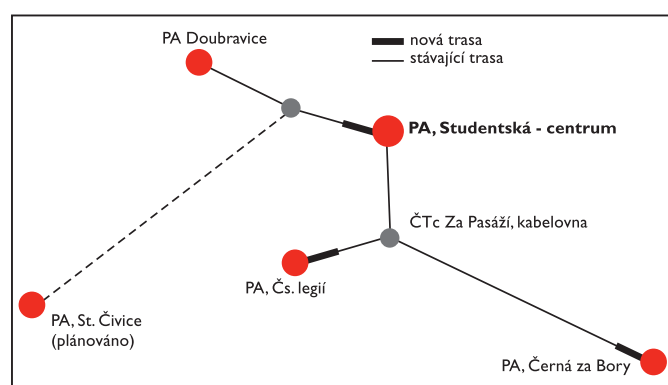 PA Doubravice
nová trasa
stávající trasa
PA, Studentská - centrum
ČTc Za Pasáží, kabelovna
PA, Čs. legií
PA, St. Čivice
(plánováno)
PA, Černá za Bory